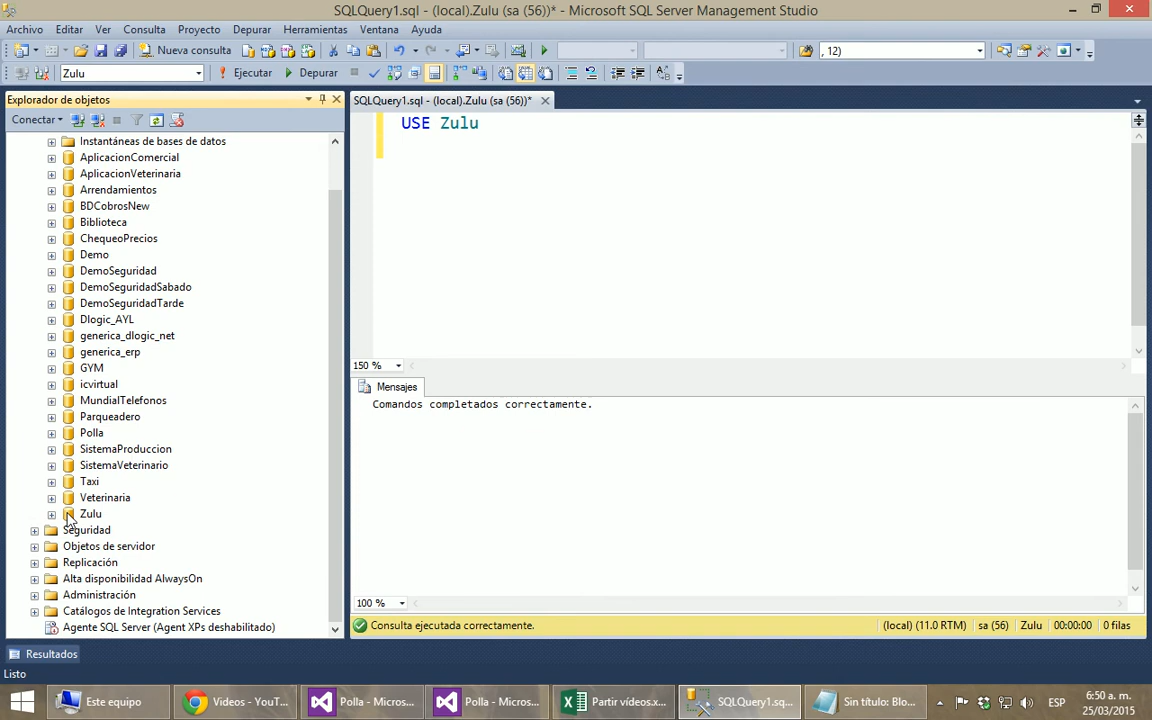 SQLQuery1.sql - (local).Zulu (sa (56))* - Microsoft SQL Server Management Studio
Archivo Editar Ver Consulta Proyecto Depurar Herramientas Ventana Ayuda
Nueva consulta , 12)
Zulu Ejecutar Depurar
Explorador de objetos
SQLQuery1.sql - (local).Zulu (sa (56))*
Conectar
USE Zulu
Instantáneas de bases de datos
AplicacionComercial
AplicacionVeterinaria
Arrendamientos
BDCobrosNew
Biblioteca
ChequeoPrecios
Demo
DemoSeguridad
DemoSeguridadSabado
DemoSeguridadTarde
Dlogic_AYL
generica_dlogic_net
generica_erp
GYM
icvirtual
MundialTelefonos
Parqueadero
Polla
SistemaProduccion
SistemaVeterinario
Taxi
Veterinaria
Zulu
Seguridad
Objetos de servidor
Replicación
Alta disponibilidad AlwaysOn
Administración
Catálogos de Integration Services
Agente SQL Server (Agent XPs deshabilitado)
150 %
Mensajes
Comandos completados correctamente.
100 %
Consulta ejecutada correctamente. (local) (11.0 RTM) sa (56) Zulu 00:00:00 0 filas
Resultados
Listo
Este equipo
Videos - YouT...
Polla - Micros...
Polla - Micros...
Partir vídeos.x...
SQLQuery1.sq...
Sin título: Blo...
ESP
6:50 a. m.
25/03/2015